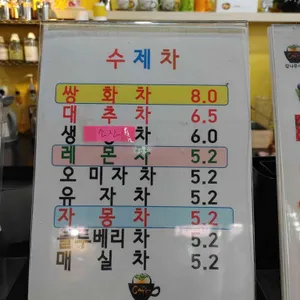 수제차
쌍화차 8.0
대추차 6.5
생 차 6.0
레몬차 5.2
오미자차 5.2
유자차 5.2
자몽차 5.2
블루베리차 5.2
매실차 5.2